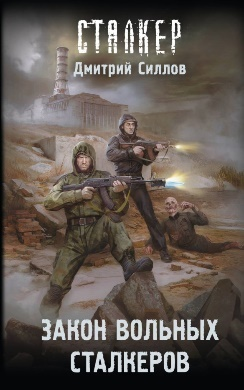 СТАЛКЕР
Дмитрий Силлов
ЗАКОН ВОЛЬНЫХ
СТАЛКЕРОВ